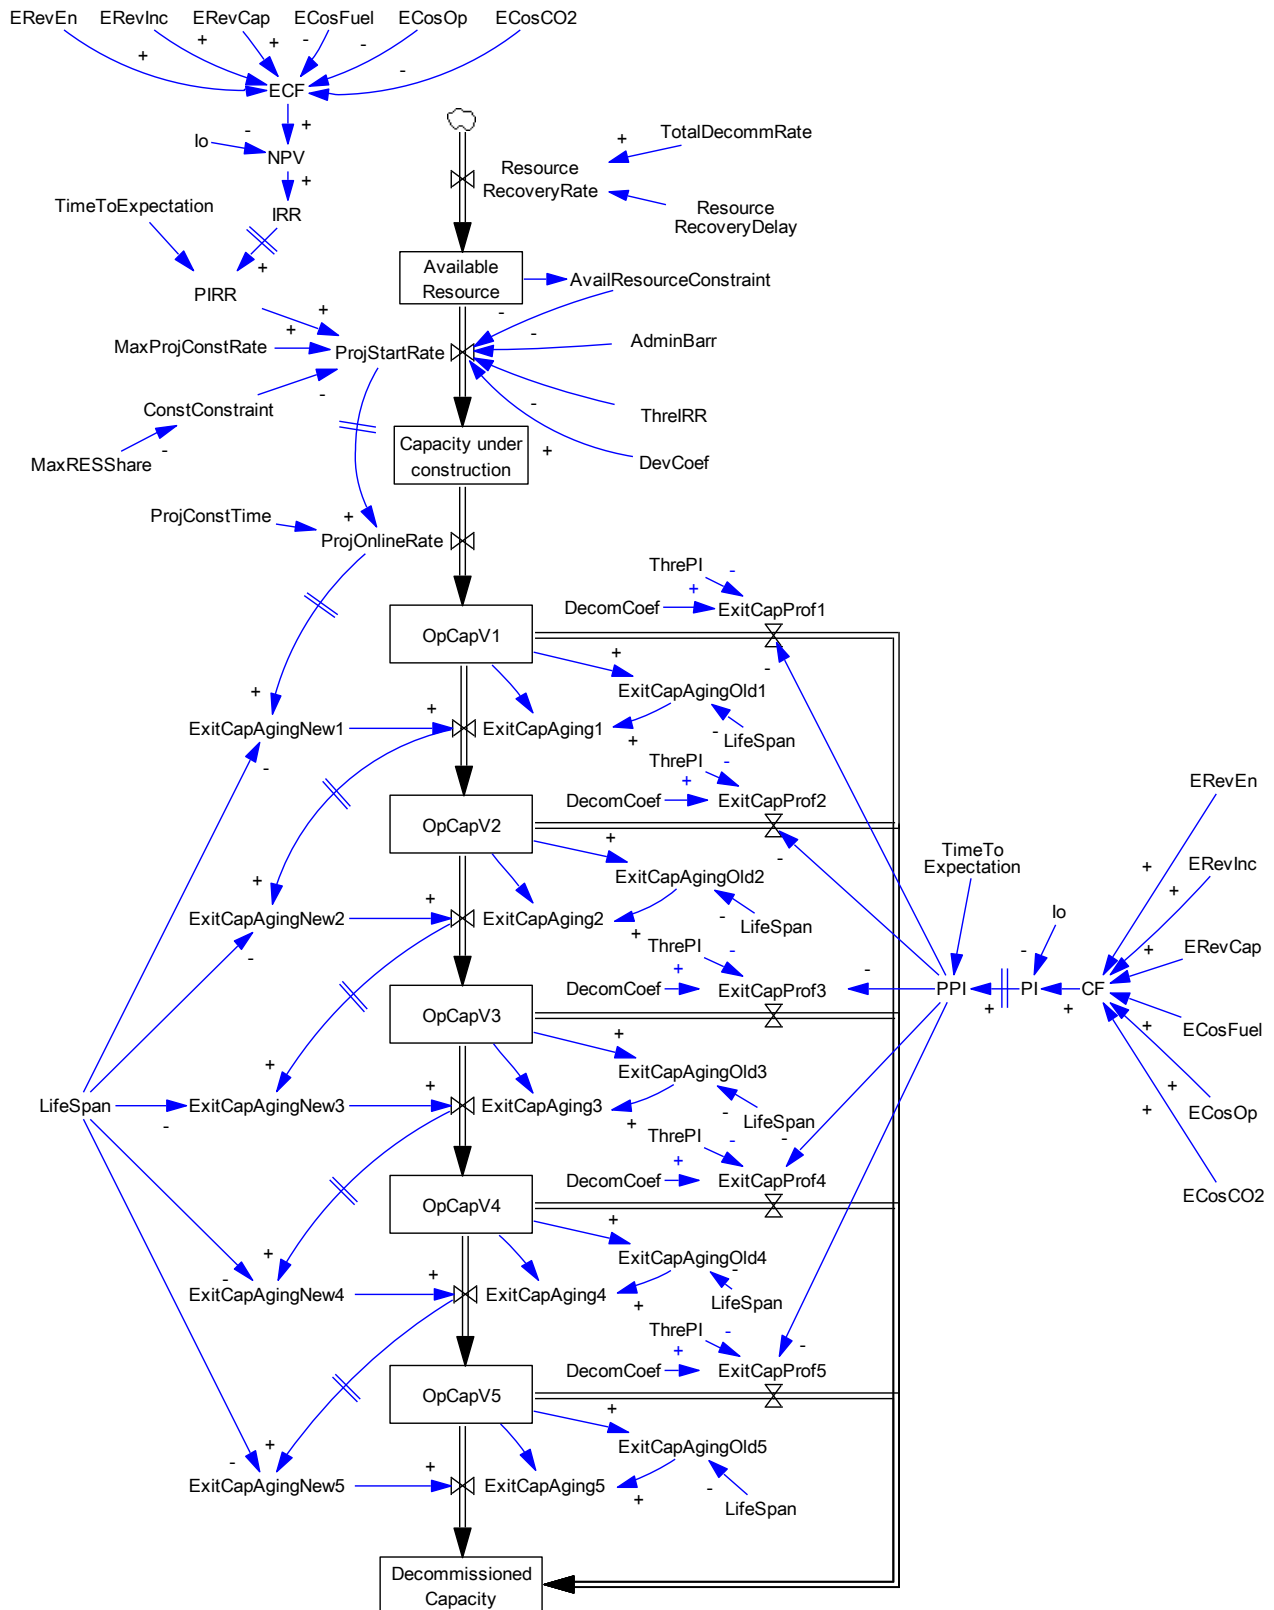 ERevEn
ERevInc
ERevCap
ECosFuel
ECosOp
ECosCO2
+
+
+
-
-
-
ECF
+
Io
-
NPV
+
IRR
TimeToExpectation
+
PIRR
+
MaxProjConstRate
+
ProjStartRate
ConstConstraint
-
MaxRESShare
-
TotalDecommRate
+
Resource
RecoveryRate
Resource
RecoveryDelay
Available
Resource
AvailResourceConstraint
-
AdminBarr
-
ThreIRR
-
DevCoef
+
Capacity under
construction
ProjConstTime
+
ProjOnlineRate
ThrePI
-
DecomCoef
+
ExitCapProf1
-
OpCapV1
+
ExitCapAgingOld1
+
ExitCapAgingNew1
+
ExitCapAging1
+
-
LifeSpan
-
ThrePI
-
DecomCoef
+
ExitCapProf2
-
OpCapV2
+
ExitCapAgingOld2
+
ExitCapAgingNew2
+
ExitCapAging2
+
-
LifeSpan
-
ThrePI
-
DecomCoef
+
ExitCapProf3
-
OpCapV3
+
ExitCapAgingOld3
+
LifeSpan
ExitCapAgingNew3
-
+
ExitCapAging3
+
-
LifeSpan
ThrePI
-
DecomCoef
+
ExitCapProf4
-
OpCapV4
+
ExitCapAgingOld4
+
-
ExitCapAgingNew4
+
ExitCapAging4
+
-
LifeSpan
ThrePI
-
DecomCoef
+
ExitCapProf5
-
OpCapV5
+
ExitCapAgingOld5
+
-
ExitCapAgingNew5
+
ExitCapAging5
+
-
LifeSpan
Decommissioned
Capacity
ERevEn
+
ERevInc
+
TimeTo
Expectation
Io
-
ERevCap
+
PPI
+
PI
+
CF
ECosFuel
+
ECosOp
+
ECosCO2
+